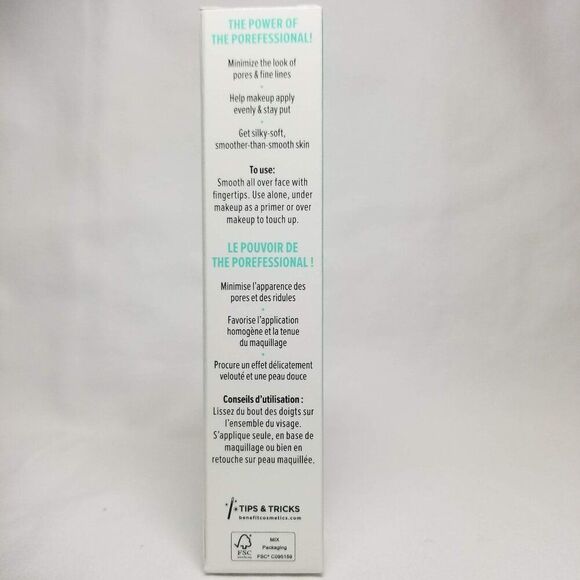 THE POWER OF
THE POREFESSIONAL!
Minimize the look of
pores & fine lines
Help makeup apply
evenly & stay put
Get silky-soft,
smoother-than-smooth skin
To use:
Smooth all over face with
fingertips. Use alone, under
makeup as a primer or over
makeup to touch up.
LE POUVOIR DE
THE POREFESSIONAL !
Minimise l'apparence des
pores et des ridules
Favorise l'application
homogène et la tenue
du maquillage
Procure un effet délicatement
velouté et une peau douce
Conseils d'utilisation :
Lissez du bout des doigts sur
l'ensemble du visage.
S'applique seule, en base de
maquillage ou bien en
retouche sur peau maquillée.
TIPS & TRICKS
benefitcosmetics.com
FSC
MIX
Packaging
FSC® C095159